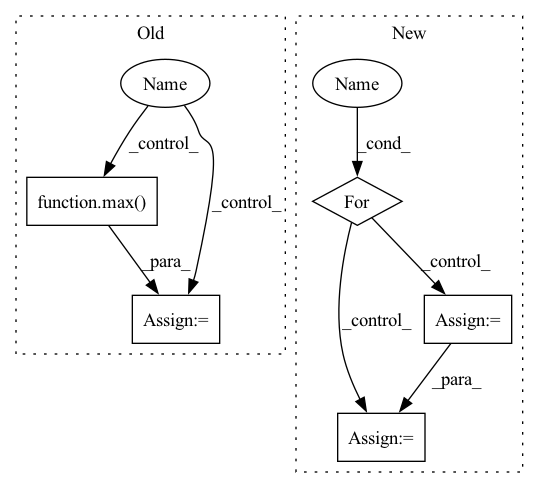 Old
New
Name
Name
_control_
_cond_
function.max()
_control_
For
_para_
_control_
_control_
Assign:=
Assign:=
_para_
Assign:=